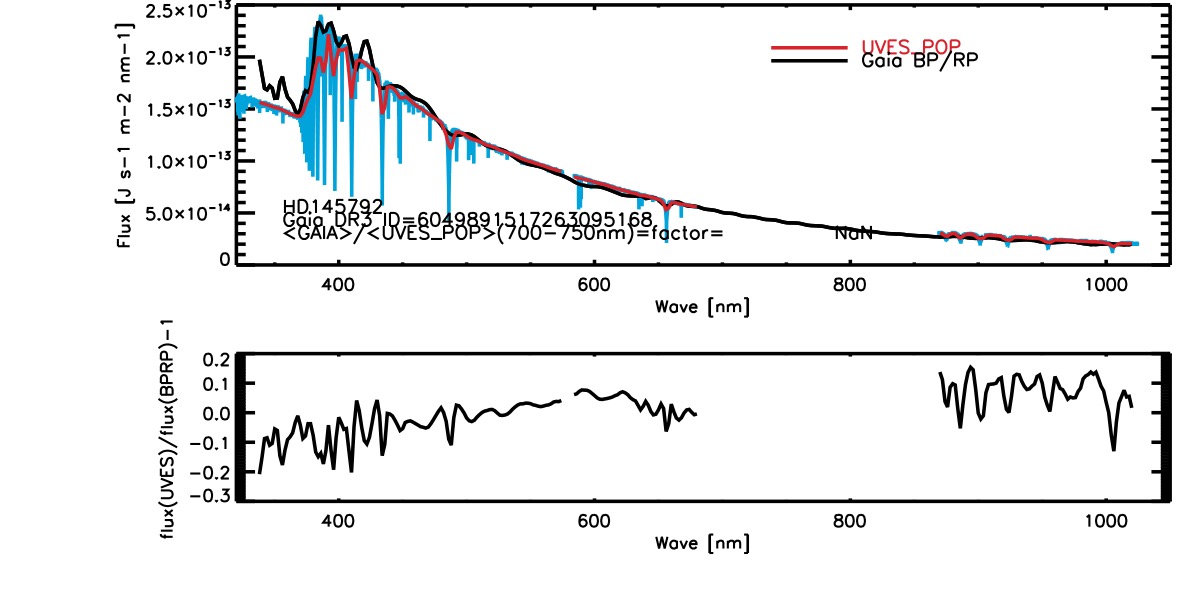 2.5×10−13
2.0×10−13
1.5×10−13
1.0×10−13
5.0×10−14
0
Flux [J s−1 m−2 nm−1]
UVES_POP
Gaia BP/RP
HD145792
Gaia DR3 ID=6049891517263095168
<GAIA>/<UVES_POP>(700−750nm)=factor= NaN
400 600 800 1000
Wave [nm]
0.2
0.1
0.0
−0.1
−0.2
−0.3
flux(UVES)/flux(BPRP)−1
400 600 800 1000
Wave [nm]